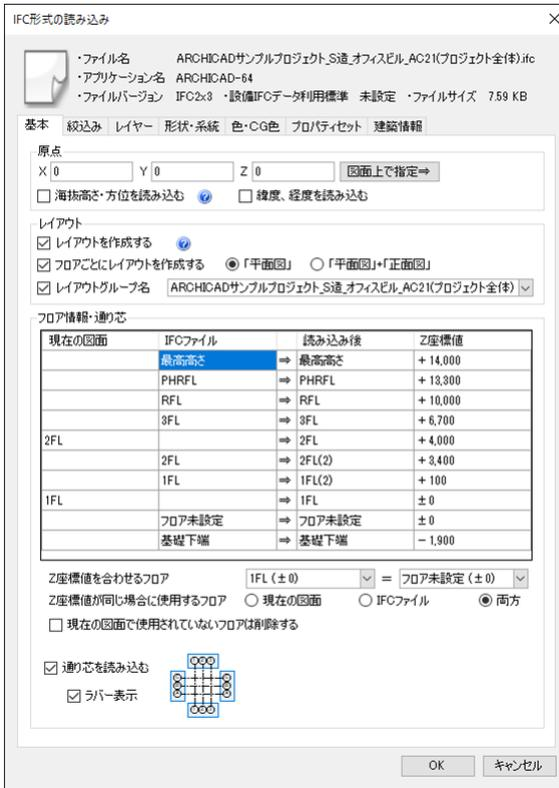 IFC形式の読み込み
・ファイル名 ARCHICADサンプルプロジェクト_S造_オフィスビル_AC21(プロジェクト全体).ifc
・アプリケーション名 ARCHICAD-64
・ファイルバージョン IFC2x3 ・設備IFCデータ利用標準 未設定 ・ファイルサイズ 7.59 KB
基本 絞込み レイヤー 形状・系統 色・CG色 プロパティセット 建築情報
原点
X 0 Y 0 Z 0 図面上で指定⇒
海抜高さ・方位を読み込む 緯度、経度を読み込む
レイアウト
レイアウトを作成する
フロアごとにレイアウトを作成する 「平面図」 「平面図」+「正面図」
レイアウトグループ名 ARCHICADサンプルプロジェクト_S造_オフィスビル_AC21(プロジェクト全体)
フロア情報・通り芯
現在の図面 IFCファイル 読み込み後 Z座標値
最高高さ ⇒ 最高高さ + 14,000
PHRFL ⇒ PHRFL + 13,300
RFL ⇒ RFL + 10,000
3FL ⇒ 3FL + 6,700
2FL ⇒ 2FL + 4,000
2FL ⇒ 2FL(2) + 3,400
1FL ⇒ 1FL(2) + 100
1FL ⇒ 1FL ± 0
フロア未設定 ⇒ フロア未設定 ± 0
基礎下端 ⇒ 基礎下端 － 1,900
Z座標値を合わせるフロア 1FL (± 0) = フロア未設定 (± 0)
Z座標値が同じ場合に使用するフロア 現在の図面 IFCファイル 両方
現在の図面で使用されていないフロアは削除する
通り芯を読み込む
ラバー表示
OK キャンセル